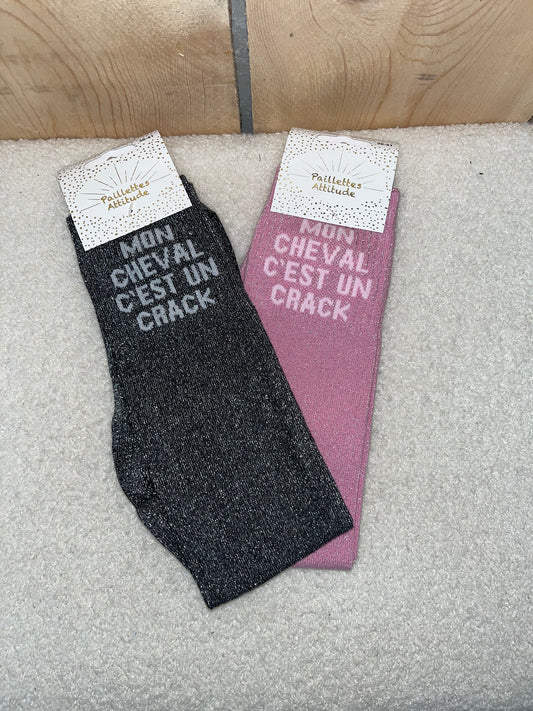 Paillettes
Attitude
MON
CHEVAL
C'EST UN
CRACK
Paillettes
Attitude
MON
CHEVAL
C'EST UN
CRACK